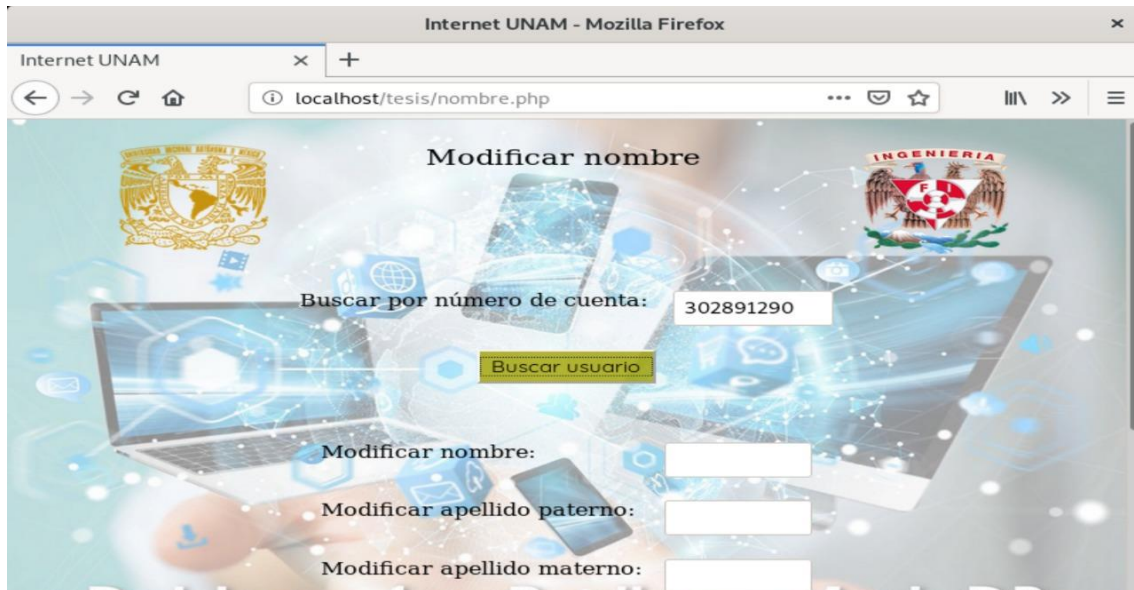 Internet UNAM - Mozilla Firefox
Internet UNAM
localhost/tesis/nombre.php
Modificar nombre
INGENIERIA
F I
Buscar por número de cuenta: 302891290
Buscar usuario
Modificar nombre:
Modificar apellido paterno:
Modificar apellido materno: